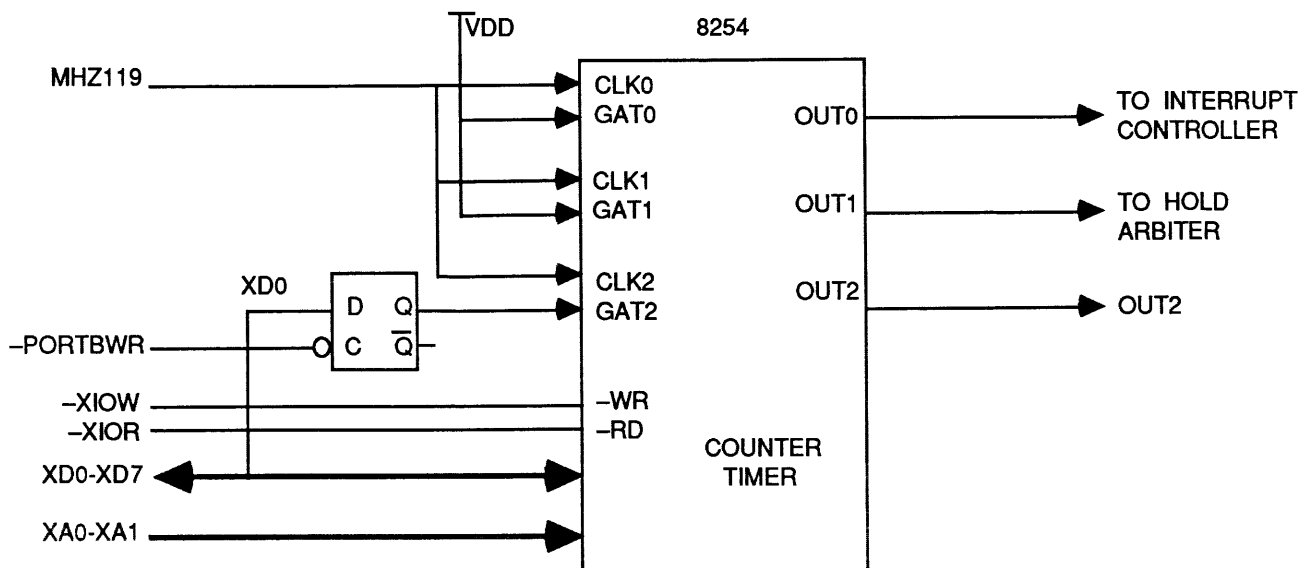 VDD
8254
MHZ119
CLK0
GAT0
OUT0
TO INTERRUPT
CONTROLLER
CLK1
GAT1
OUT1
TO HOLD
ARBITER
CLK2
GAT2
OUT2
OUT2
XD0
D Q
–PORTBWR
C Q̅
–XIOW
–WR
–XIOR
–RD
COUNTER
TIMER
XD0-XD7
XA0-XA1